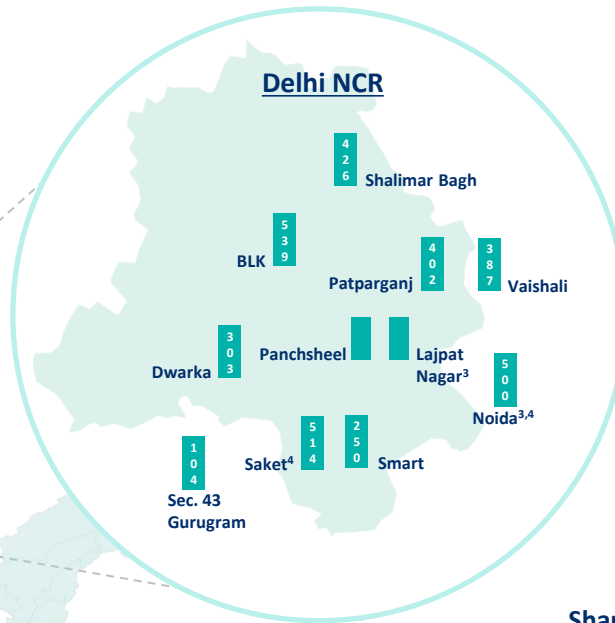 Delhi NCR
426
Shalimar Bagh
539
BLK
402
Patparganj
387
Vaishali
303
Dwarka
Panchsheel
Lajpat
Nagar³
500
Noida³,⁴
514
Saket⁴
250
Smart
104
Sec. 43
Gurugram
Shar